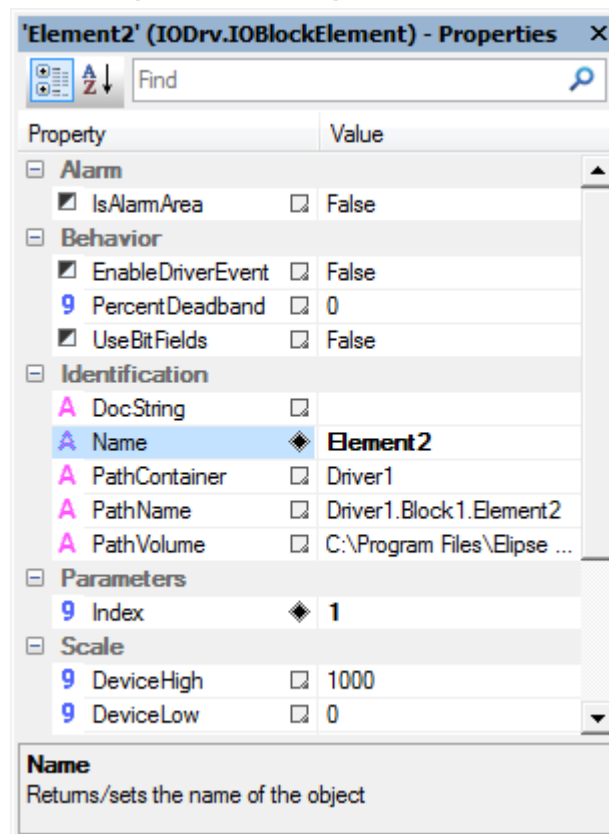 'Element2' (IODrv.IOBlockElement) - Properties
Find
Property Value
Alarm
IsAlarmArea False
Behavior
EnableDriverEvent False
PercentDeadband 0
UseBitFields False
Identification
DocString
Name Element2
PathContainer Driver1
PathName Driver1.Block1.Element2
PathVolume C:\Program Files\Elipse ...
Parameters
Index 1
Scale
DeviceHigh 1000
DeviceLow 0
Name
Returns/sets the name of the object